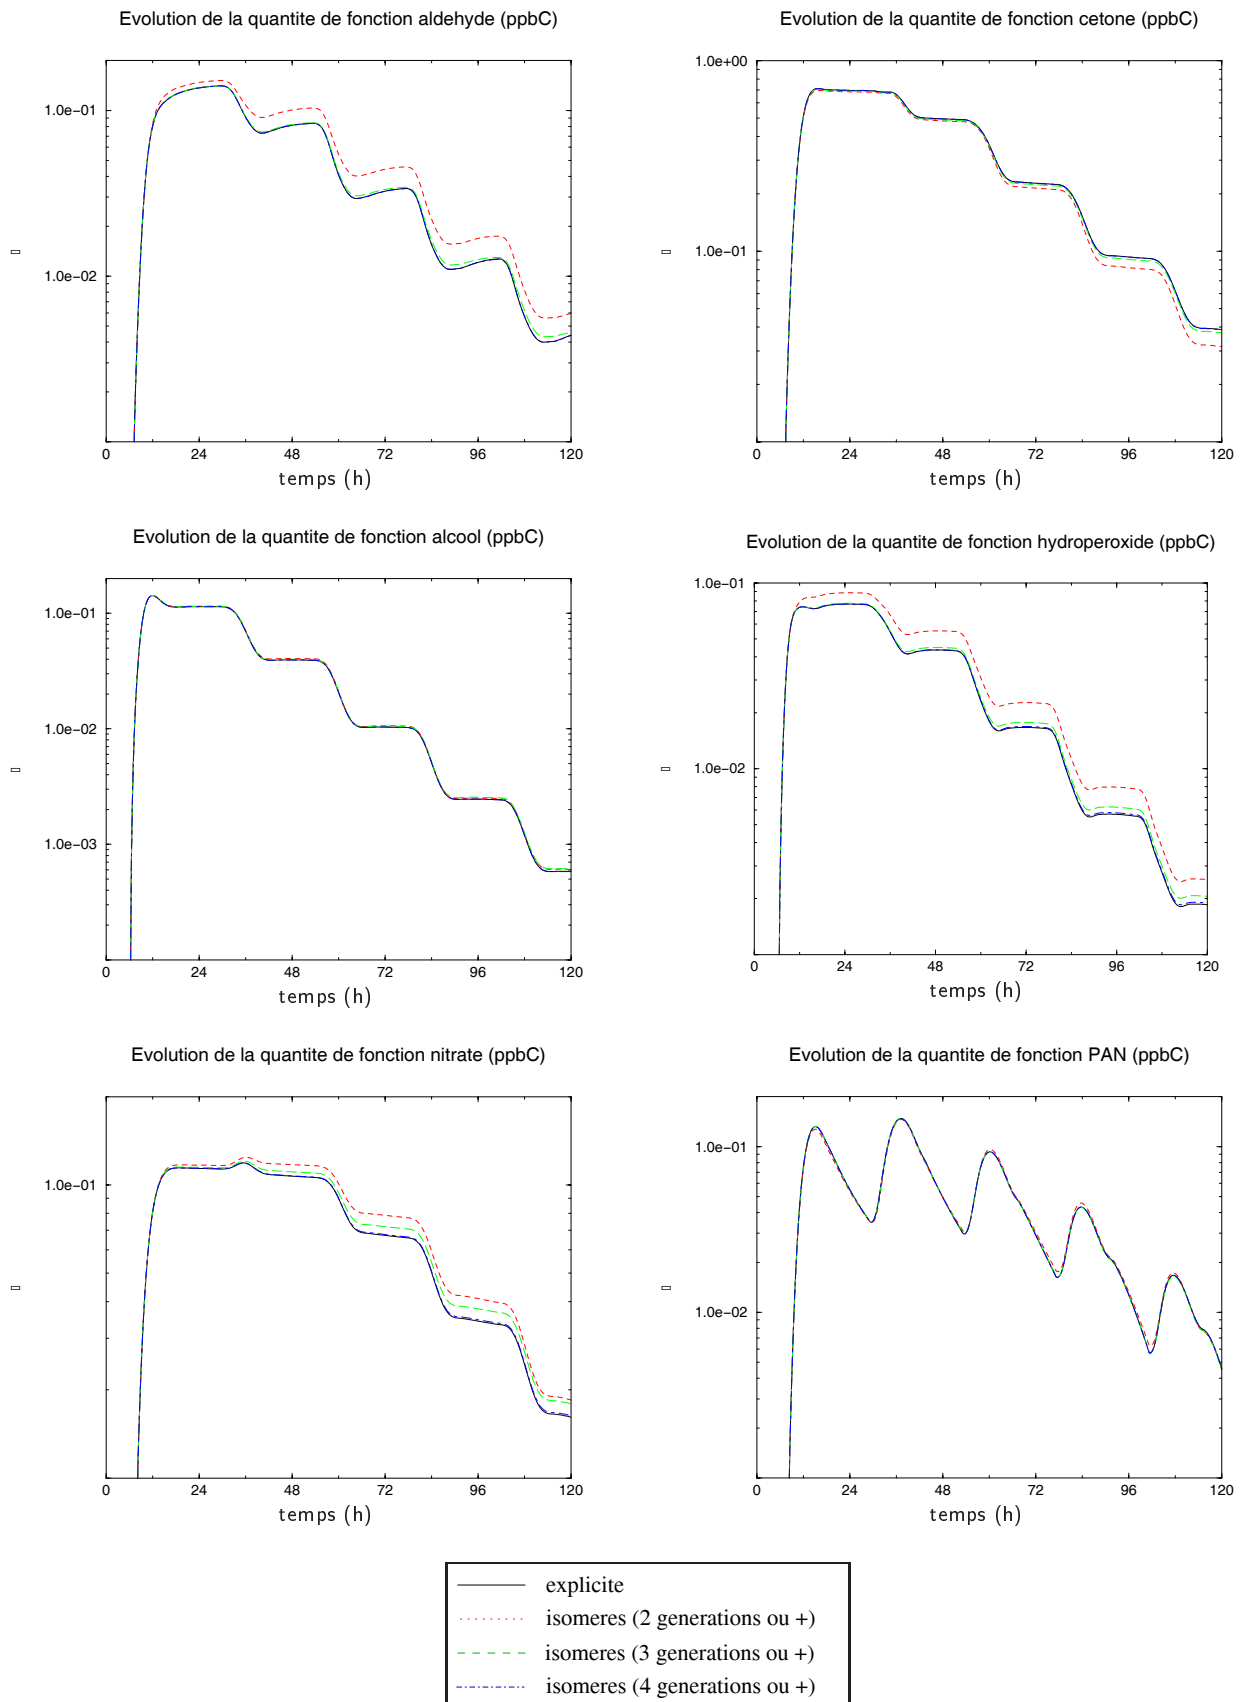 Evolution de la quantite de fonction aldehyde (ppbC)
1.0e−01
1.0e−02
0 24 48 72 96 120
temps (h)
Evolution de la quantite de fonction cetone (ppbC)
1.0e+00
1.0e−01
0 24 48 72 96 120
temps (h)
Evolution de la quantite de fonction alcool (ppbC)
1.0e−01
1.0e−02
1.0e−03
0 24 48 72 96 120
temps (h)
Evolution de la quantite de fonction hydroperoxide (ppbC)
1.0e−01
1.0e−02
0 24 48 72 96 120
temps (h)
Evolution de la quantite de fonction nitrate (ppbC)
1.0e−01
0 24 48 72 96 120
temps (h)
Evolution de la quantite de fonction PAN (ppbC)
1.0e−01
1.0e−02
0 24 48 72 96 120
temps (h)
explicite
isomeres (2 generations ou +)
isomeres (3 generations ou +)
isomeres (4 generations ou +)